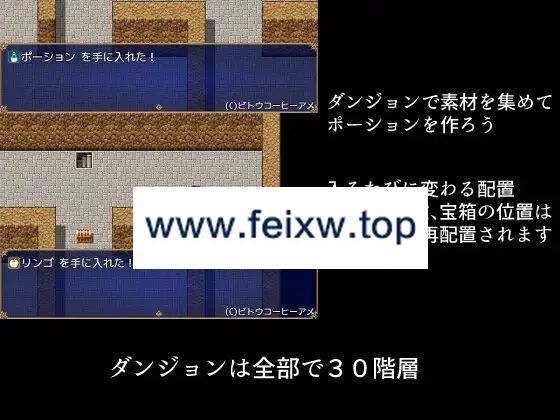 ポーション を手に入れた！
(C)ビトウコーヒーアメ
ダンジョンで素材を集めて
ポーションを作ろう
入るたびに変わる配置
、宝箱の位置は
再配置されます
www.feixw.top
リンゴ を手に入れた！
(C)ビトウコーヒーアメ
ダンジョンは全部で３０階層